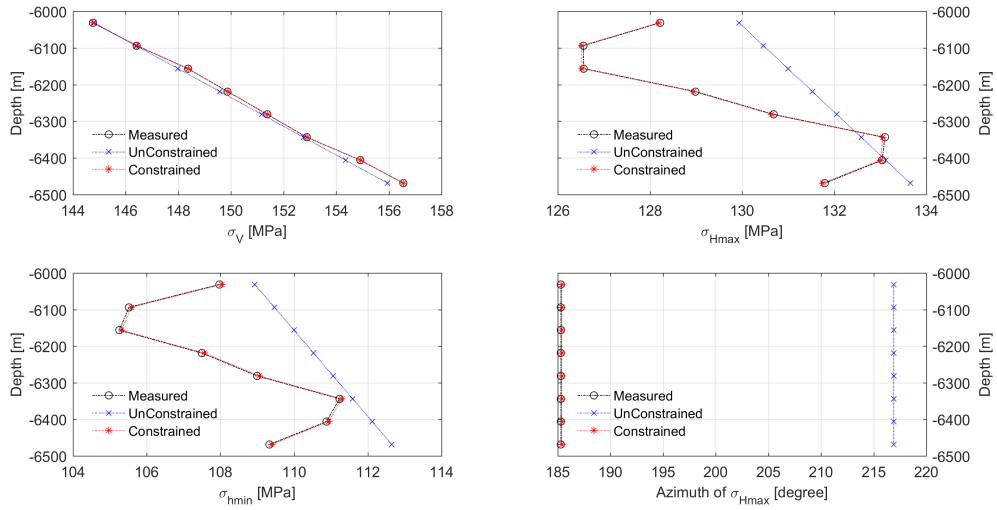 -6000
-6100
-6200
-6300
-6400
-6500
Depth [m]
Measured
UnConstrained
Constrained
144 146 148 150 152 154 156 158
σV [MPa]
-6000
-6100
-6200
-6300
-6400
-6500
Depth [m]
Measured
UnConstrained
Constrained
126 128 130 132 134
σHmax [MPa]
-6000
-6100
-6200
-6300
-6400
-6500
Depth [m]
Measured
UnConstrained
Constrained
104 106 108 110 112 114
σhmin [MPa]
-6000
-6100
-6200
-6300
-6400
-6500
Depth [m]
Measured
UnConstrained
Constrained
185 190 195 200 205 210 215 220
Azimuth of σHmax [degree]